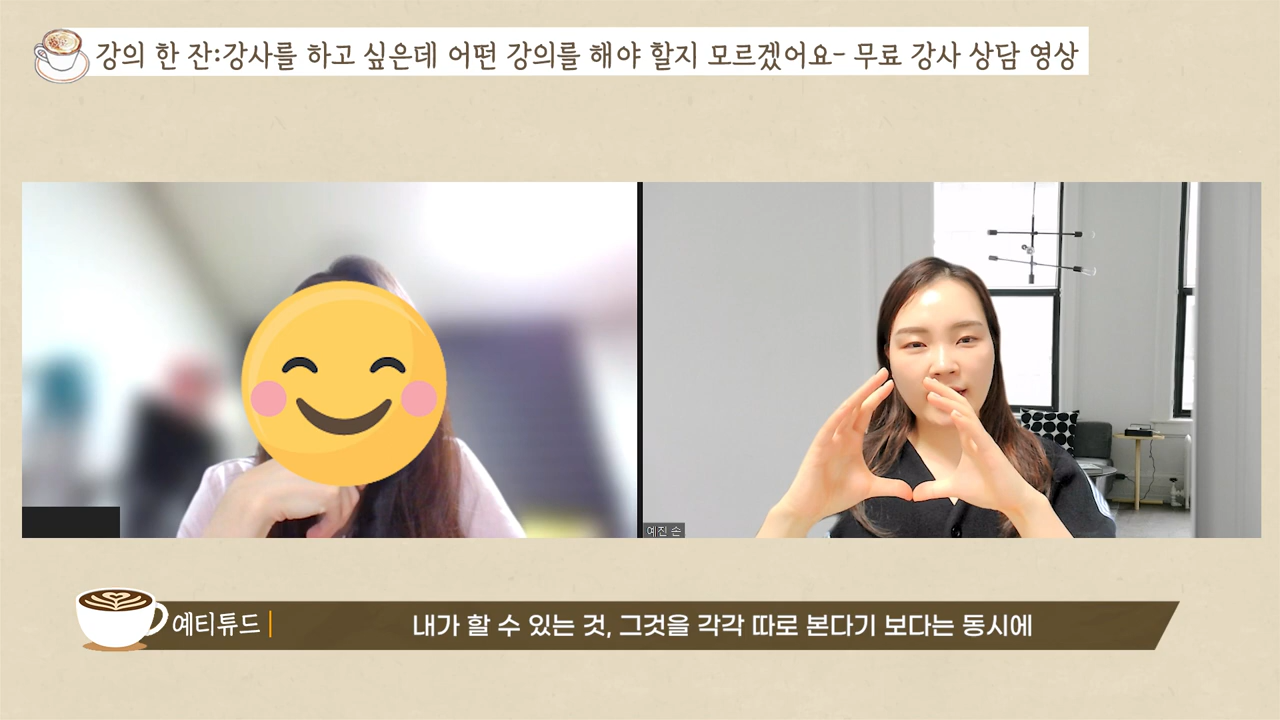 강의 한 잔:강사를 하고 싶은데 어떤 강의를 해야 할지 모르겠어요- 무료 강사 상담 영상
예진 손
예티튜드
내가 할 수 있는 것, 그것을 각각 따로 본다기 보다는 동시에